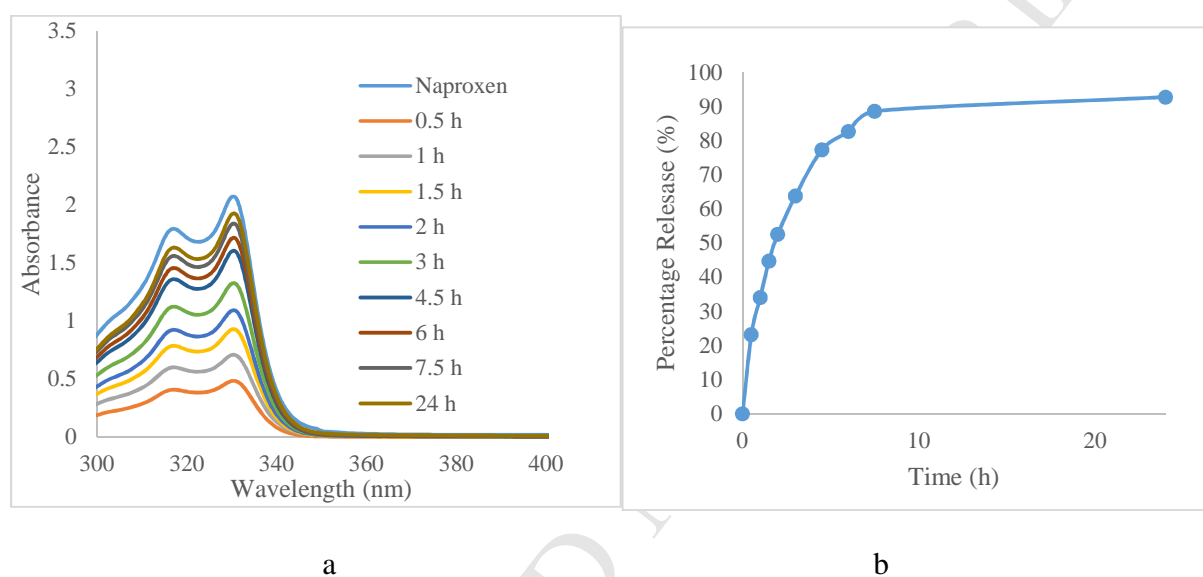 3.5
3
2.5
2
1.5
1
0.5
0
Absorbance
300
320
340
360
380
400
Wavelength (nm)
Naproxen
0.5 h
1 h
1.5 h
2 h
3 h
4.5 h
6 h
7.5 h
24 h
a
100
90
80
70
60
50
40
30
20
10
0
Percentage Relesase (%)
0
10
20
Time (h)
b